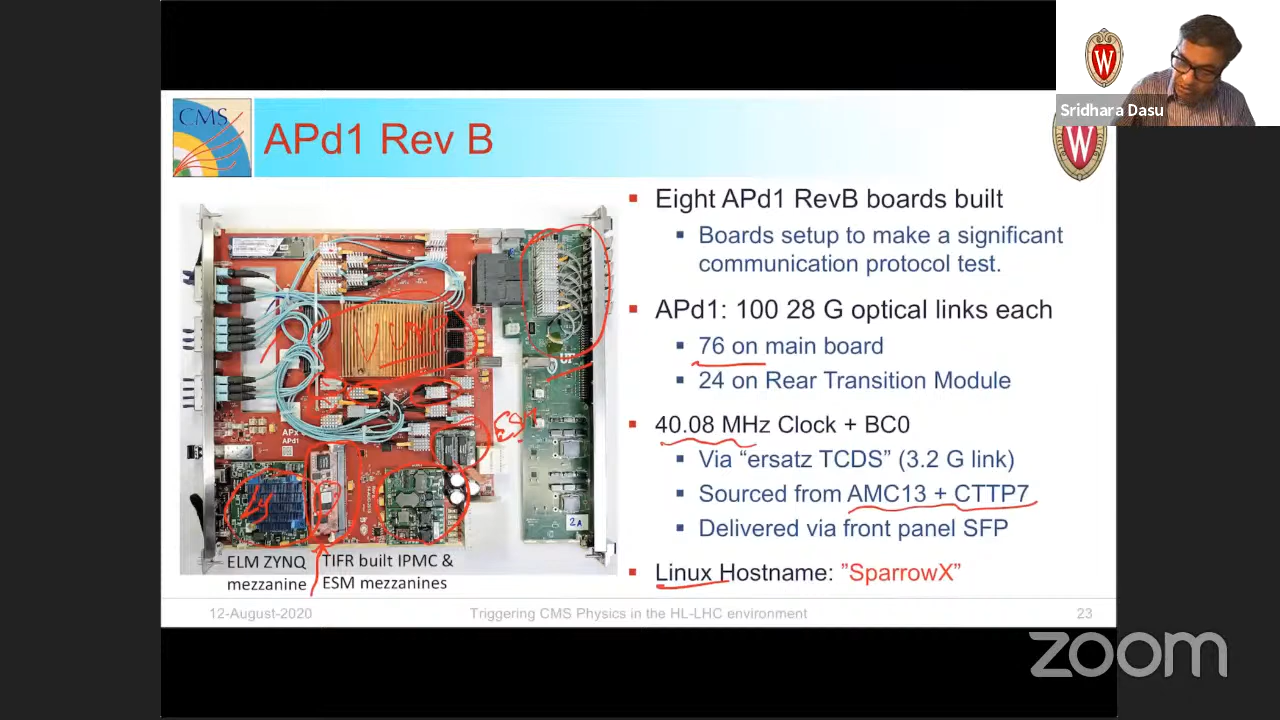 W
Sridhara Dasu
CMS
APd1 Rev B
W
Eight APd1 RevB boards built
Boards setup to make a significant
communication protocol test.
APd1: 100 28 G optical links each
76 on main board
24 on Rear Transition Module
40.08 MHz Clock + BC0
Via “ersatz TCDS” (3.2 G link)
Sourced from AMC13 + CTTP7
Delivered via front panel SFP
Linux Hostname: ”SparrowX”
APd1
ESM
2A
ELM ZYNQ
mezzanine
TIFR built IPMC &
ESM mezzanines
12-August-2020
Triggering CMS Physics in the HL-LHC environment
23
zoom